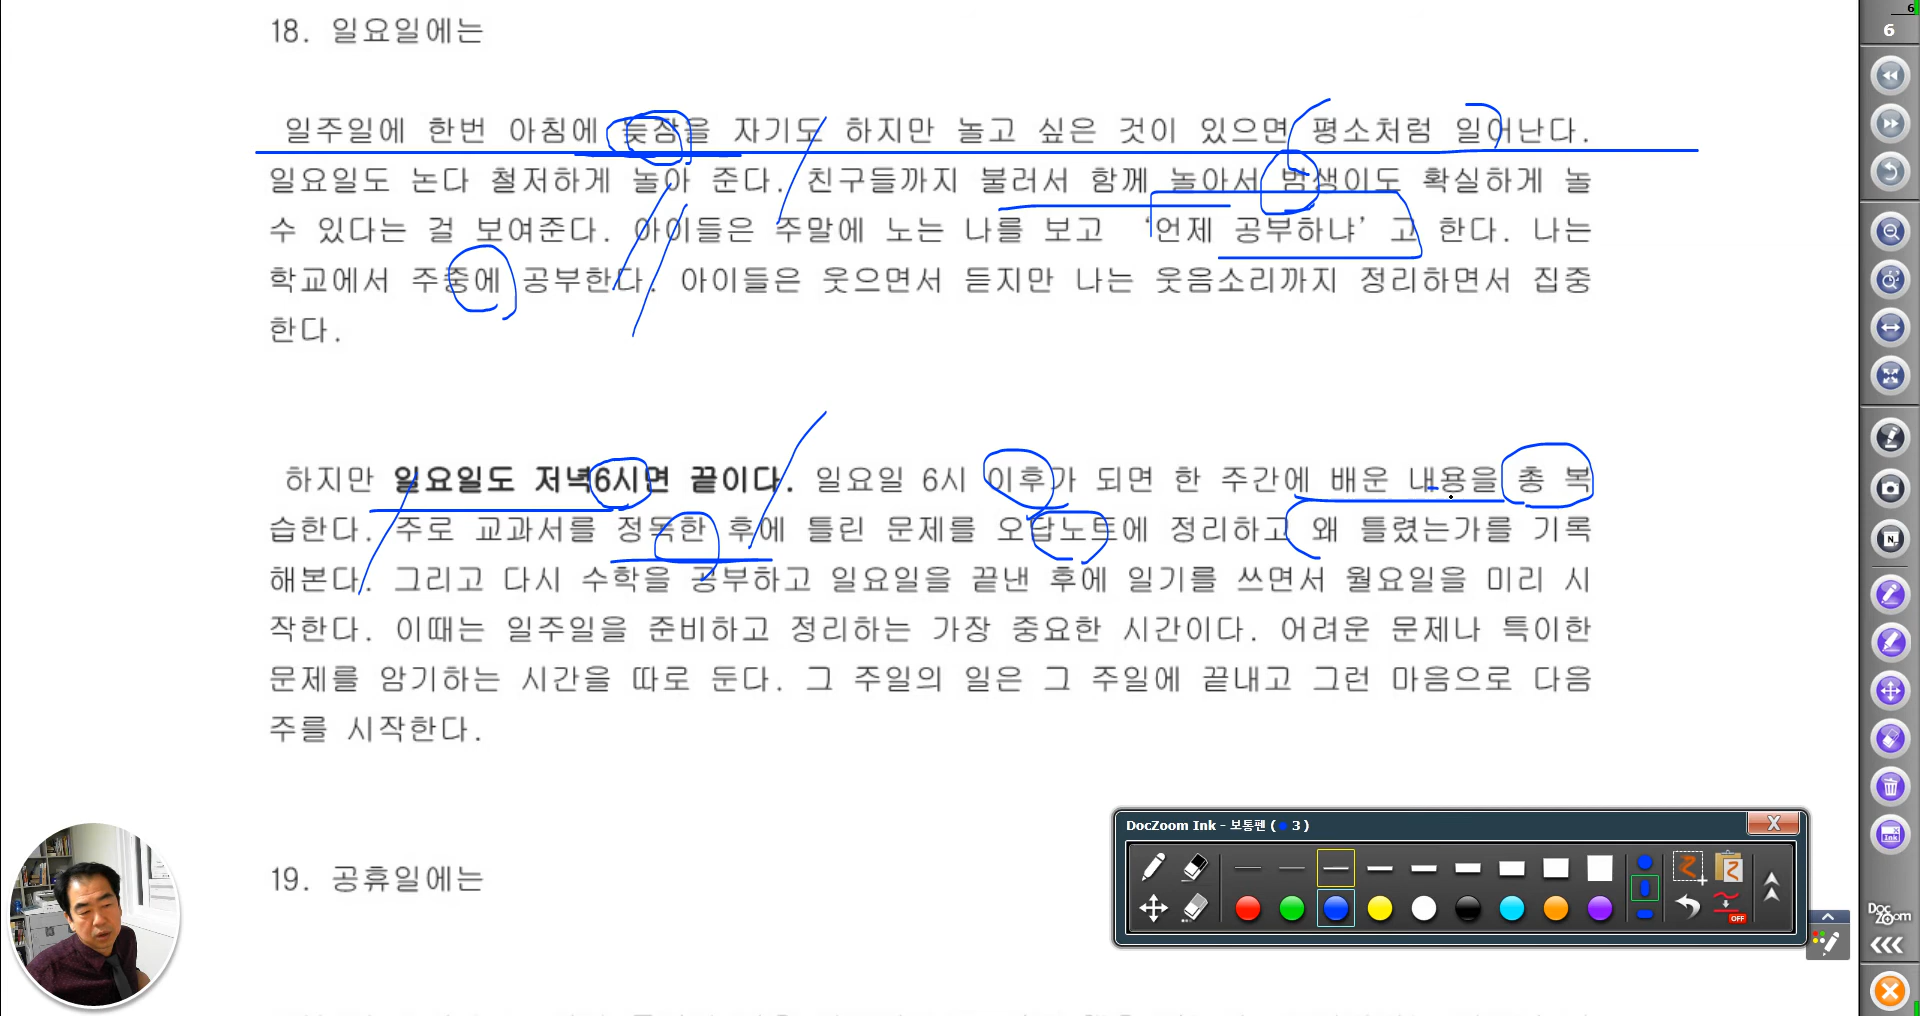 6
6
18. 일요일에는
일주일에 한번 아침에 늦잠을 자기도 하지만 놀고 싶은 것이 있으면 평소처럼 일어난다.
일요일도 논다 철저하게 놀아 준다. 친구들까지 불러서 함께 놀아서 범생이도 확실하게 놀
수 있다는 걸 보여준다. 아이들은 주말에 노는 나를 보고 ‘언제 공부하냐’고 한다. 나는
학교에서 주중에 공부한다. 아이들은 웃으면서 듣지만 나는 웃음소리까지 정리하면서 집중
한다.
하지만 일요일도 저녁6시면 끝이다. 일요일 6시 이후가 되면 한 주간에 배운 내용을 총 복
습한다. 주로 교과서를 정독한 후에 틀린 문제를 오답노트에 정리하고 왜 틀렸는가를 기록
해본다. 그리고 다시 수학을 공부하고 일요일을 끝낸 후에 일기를 쓰면서 월요일을 미리 시
작한다. 이때는 일주일을 준비하고 정리하는 가장 중요한 시간이다. 어려운 문제나 특이한
문제를 암기하는 시간을 따로 둔다. 그 주일의 일은 그 주일에 끝내고 그런 마음으로 다음
주를 시작한다.
19. 공휴일에는
DocZoom Ink - 보통펜 ( 3 )
OFF
N
Ink
Doc
Zoom